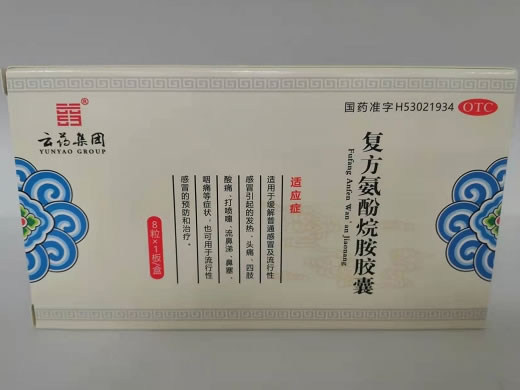 云药集团
YUNYAO GROUP
国药准字H53021934
OTC
复方氨酚烷胺胶囊
Fufang Anfen Wan'an Jiaonang
适应症
适用于缓解普通感冒及流行性
感冒引起的发热、头痛、四肢
酸痛、打喷嚏、流鼻涕、鼻塞、
咽痛等症状，也可用于流行性
感冒的预防和治疗。
8粒×1板/盒